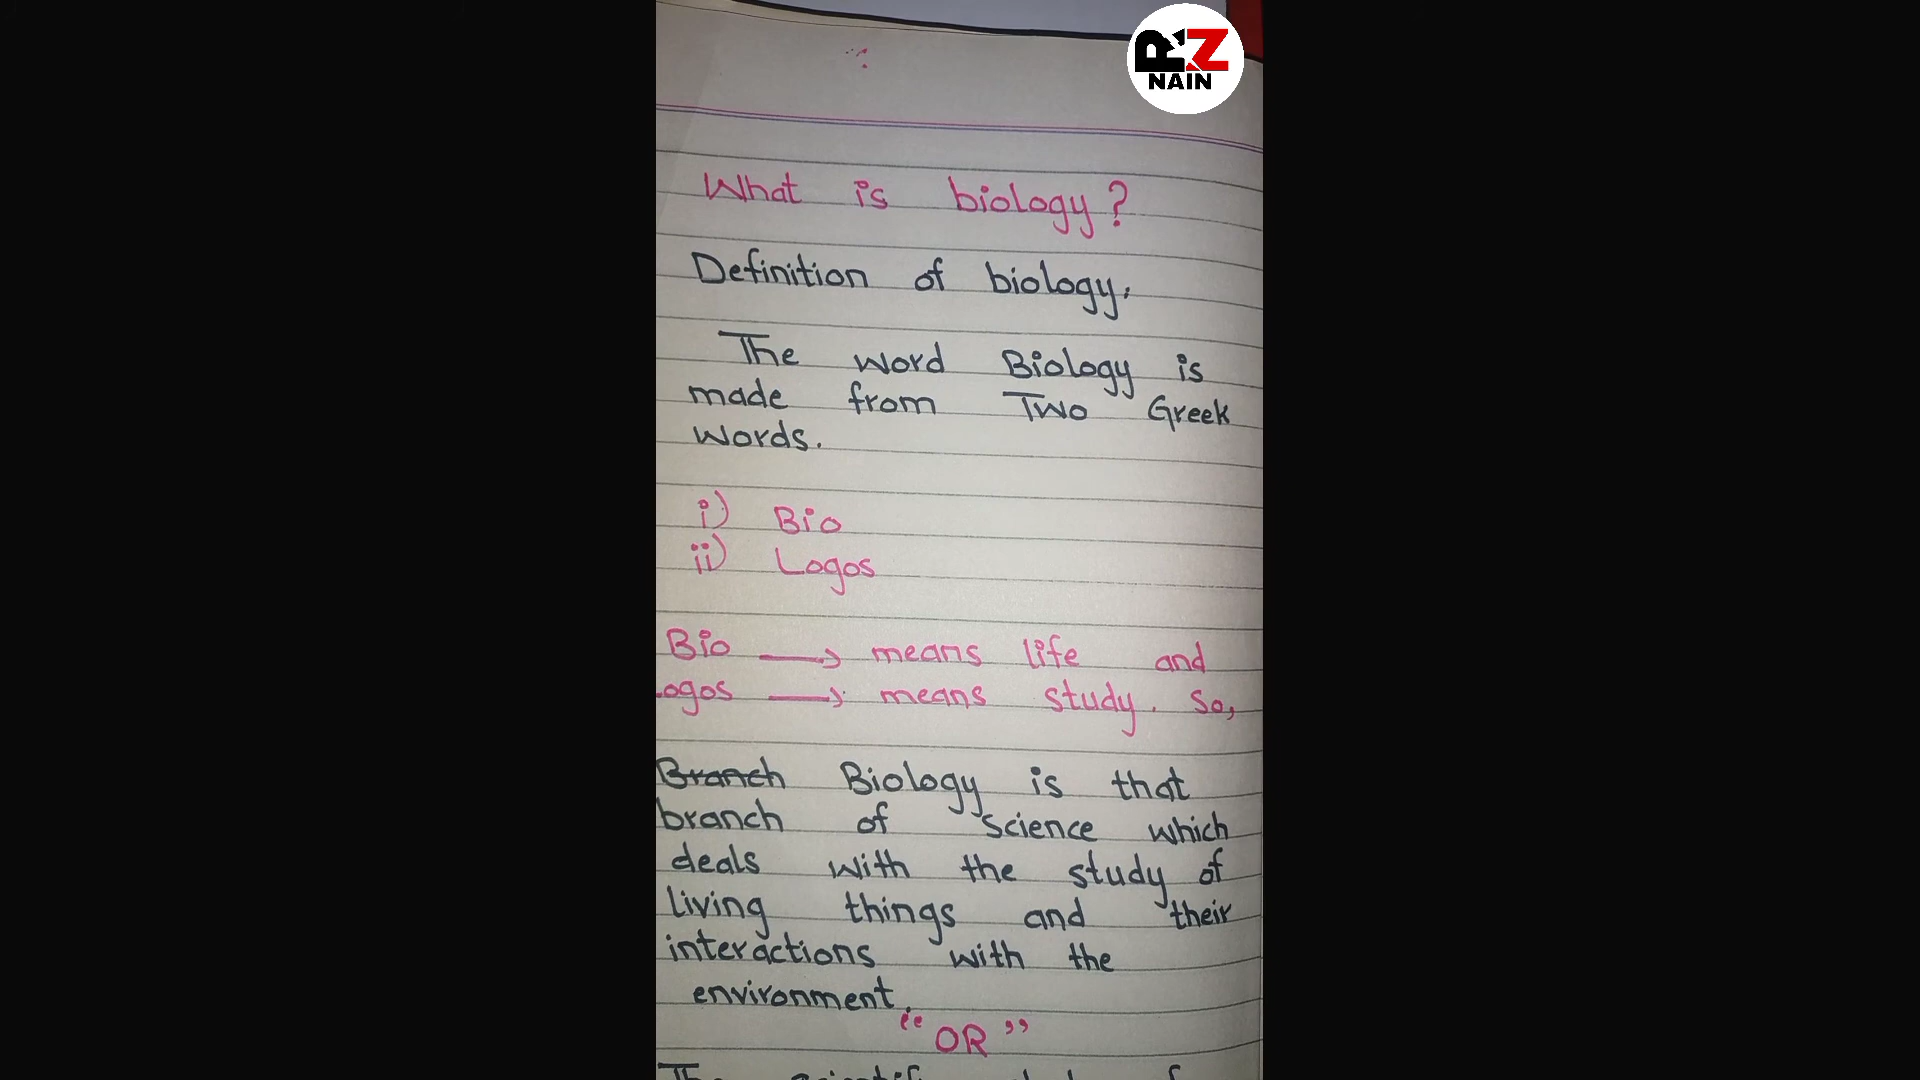 RZ
NAIN
What is biology?
Definition of biology.
The word Biology is
made from Two Greek
words.
i) Bio
ii) Logos
Bio → means life and
Logos → means study. So,
Branch Biology is that
branch of science which
deals with the study of
living things and their
interactions with the
environment.
"OR"